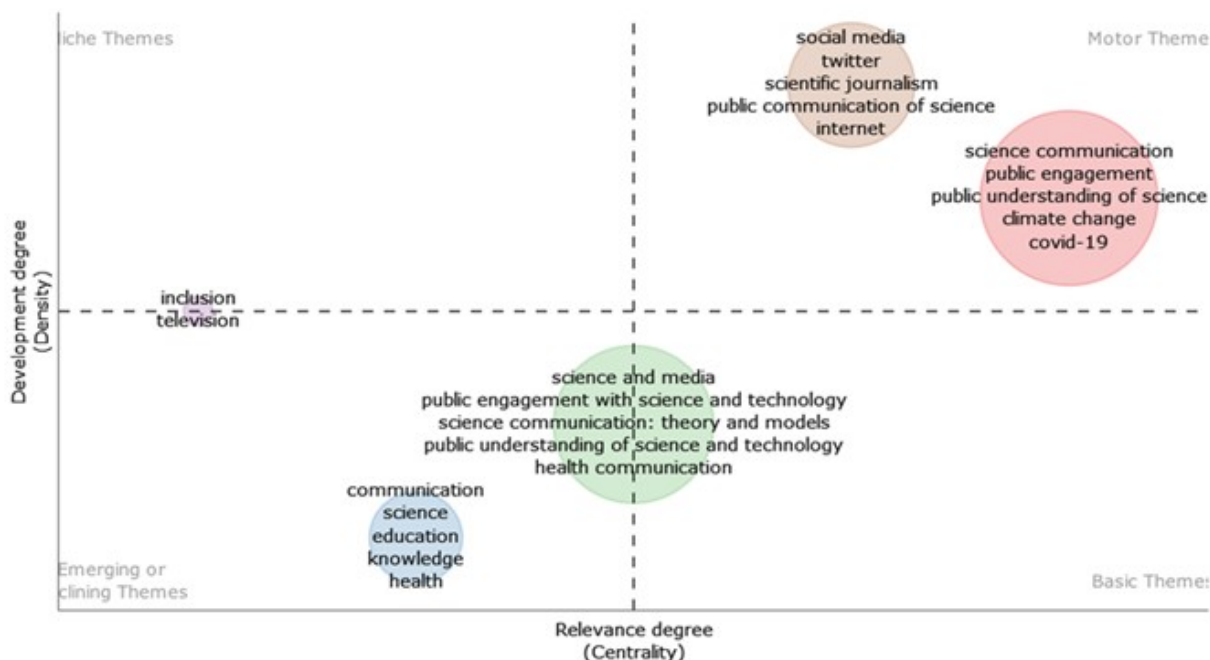 liche Themes
Motor Theme
social media
twitter
scientific journalism
public communication of science
internet
science communication
public engagement
public understanding of science
climate change
covid-19
Development degree
(Density)
inclusion
television
science and media
public engagement with science and technology
science communication: theory and models
public understanding of science and technology
health communication
communication
science
education
knowledge
health
Emerging or
clining Themes
Basic Themes
Relevance degree
(Centrality)